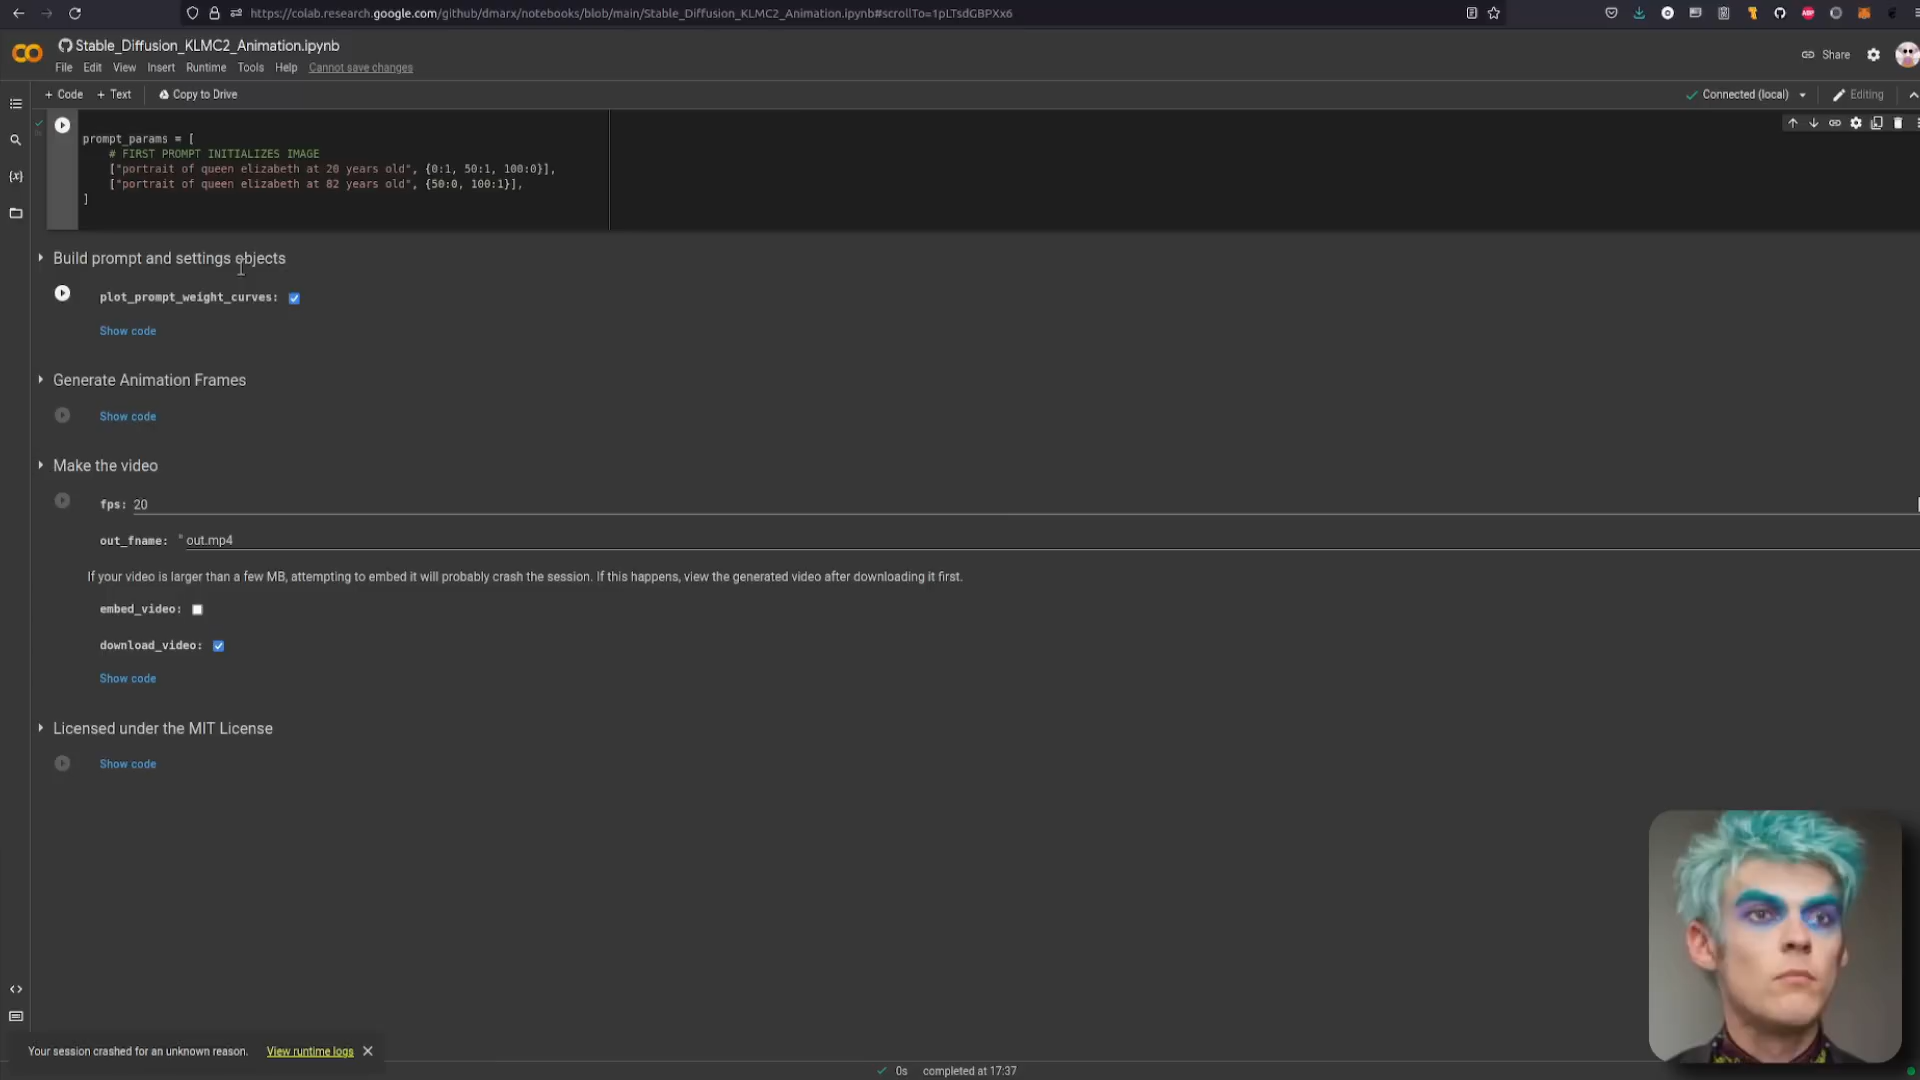 https://colab.research.google.com/github/dmarx/notebooks/blob/main/Stable_Diffusion_KLMC2_Animation.ipynb#scrollTo=1pLTsdGBPXx6
Stable_Diffusion_KLMC2_Animation.ipynb
File Edit View Insert Runtime Tools Help Cannot save changes
Share
+ Code + Text Copy to Drive
Connected (local)
Editing
prompt_params = [
# FIRST PROMPT INITIALIZES IMAGE
["portrait of queen elizabeth at 20 years old", {0:1, 50:1, 100:0}],
["portrait of queen elizabeth at 82 years old", {50:0, 100:1}],
]
Build prompt and settings objects
plot_prompt_weight_curves:
Show code
Generate Animation Frames
Show code
Make the video
fps: 20
out_fname: " out.mp4
If your video is larger than a few MB, attempting to embed it will probably crash the session. If this happens, view the generated video after downloading it first.
embed_video:
download_video:
Show code
Licensed under the MIT License
Show code
Your session crashed for an unknown reason. View runtime logs
0s completed at 17:37